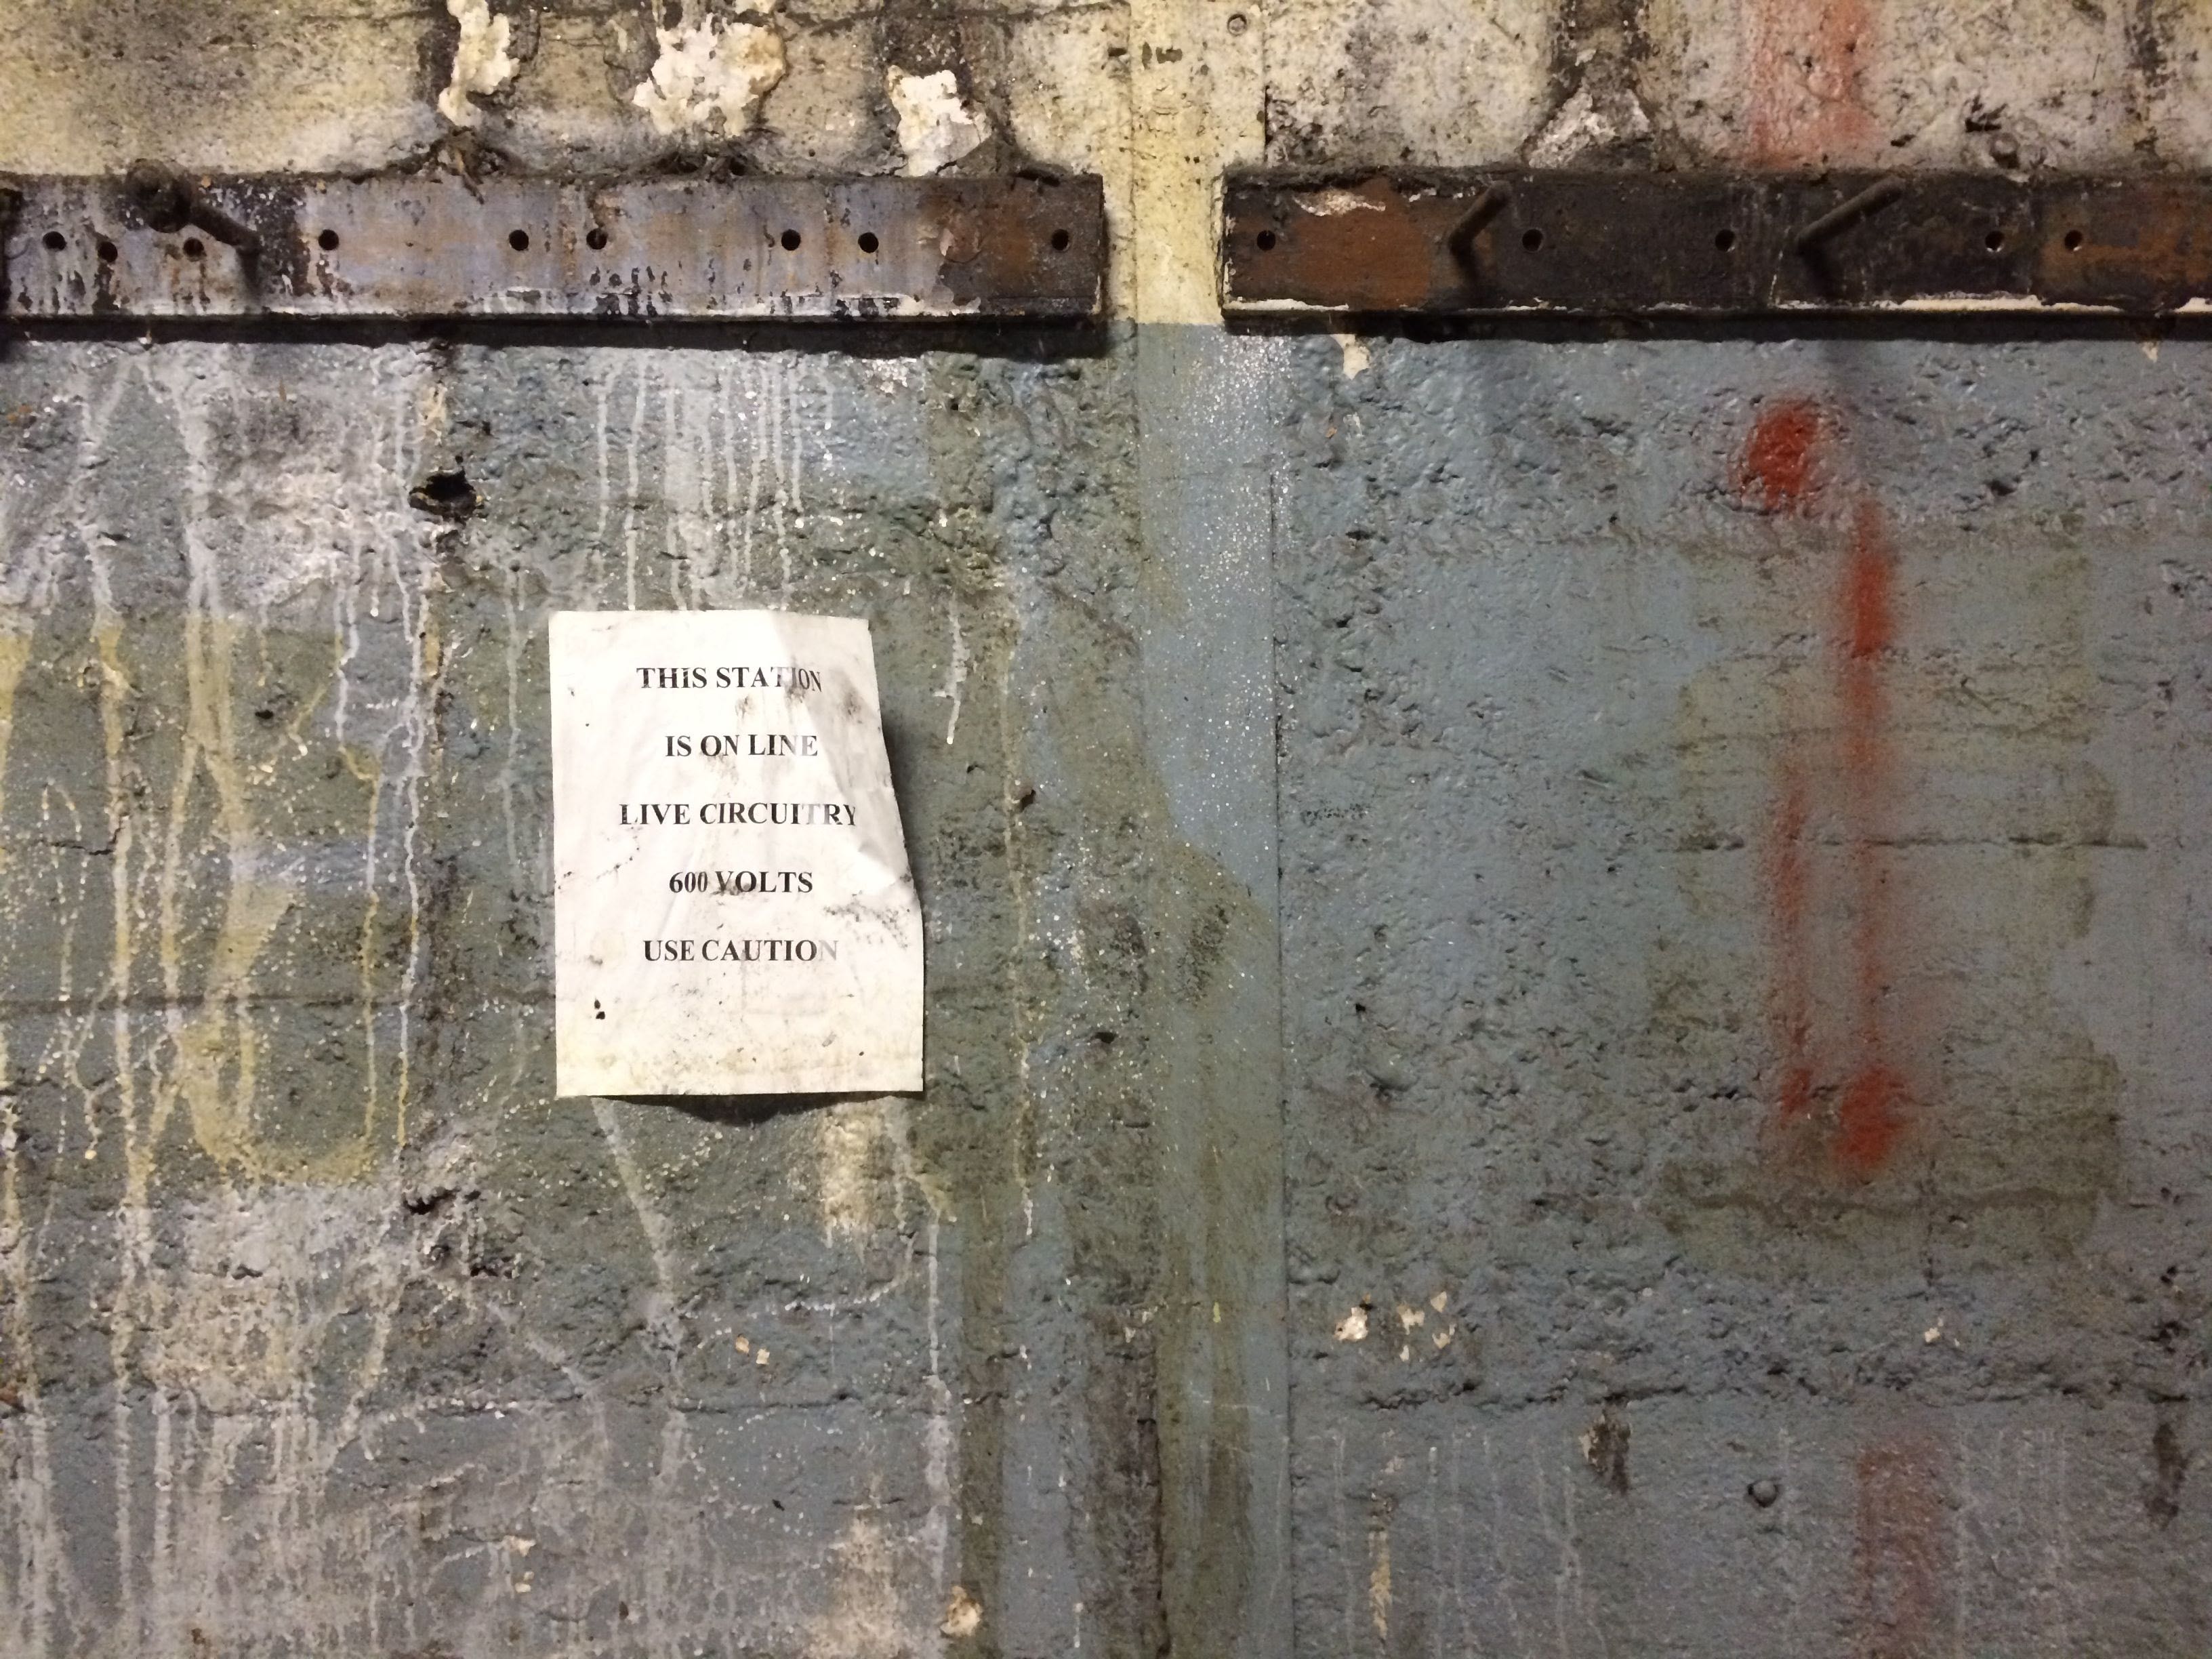 THIS STATION
IS ON LINE
LIVE CIRCUITRY
600 VOLTS
USE CAUTION